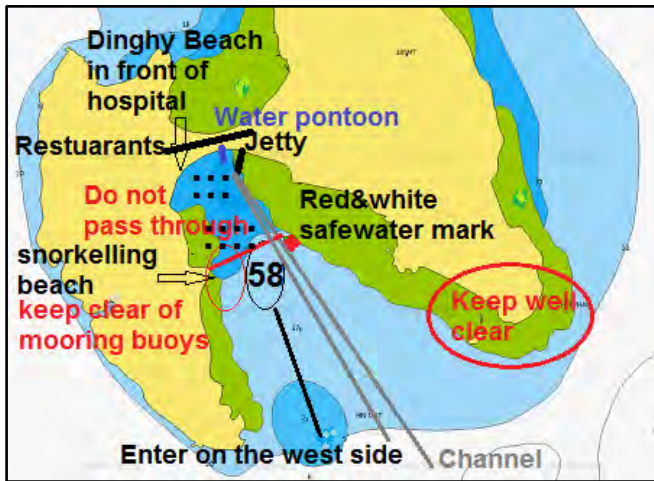 Dinghy Beach
in front of
hospital
Water pontoon
Restuarants
Jetty
Do not
pass through
Red&white
safewater mark
snorkelling
beach
58
keep clear of
mooring buoys
Keep well
clear
Enter on the west side
Channel